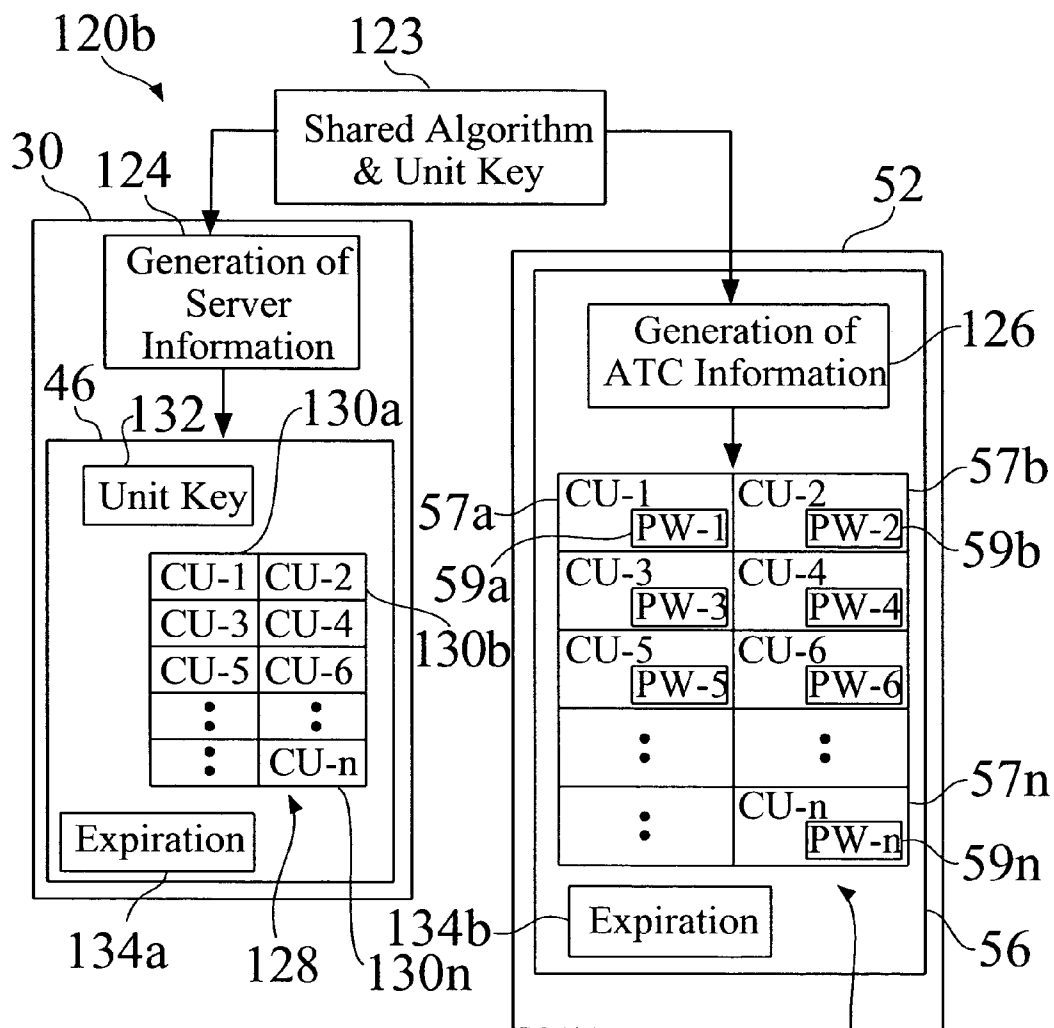 120b
123
Shared Algorithm
& Unit Key
30
124
52
Generation of
Server
Information
Generation of
ATC Information
126
46
132
130a
Unit Key
57a
CU-1
PW-1
CU-2
PW-2
57b
59a
59b
CU-1
CU-2
CU-3
PW-3
CU-4
PW-4
CU-3
CU-4
130b
CU-5
CU-6
CU-5
PW-5
CU-6
PW-6
CU-n
57n
CU-n
PW-n
59n
Expiration
134a
128
130n
134b
Expiration
56